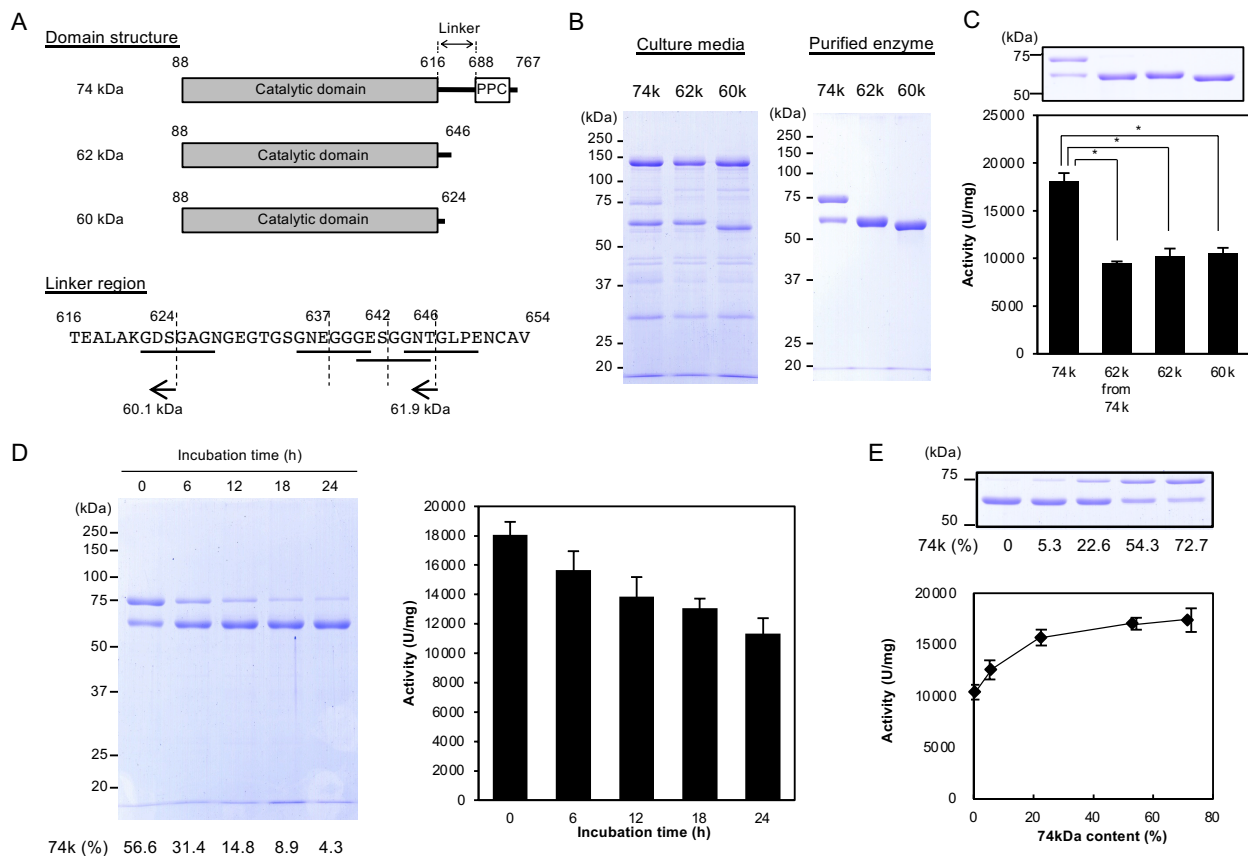 A
Domain structure
Linker
88 616 688 767
74 kDa Catalytic domain PPC
646
62 kDa 88 Catalytic domain
624
60 kDa 88 Catalytic domain
Linker region
616 624 637 642 646 654
TEALAKGDSGAGNGEGTGSGNEGGGESGGNTGLPENCAV
60.1 kDa 61.9 kDa
B
Culture media Purified enzyme
74k 62k 60k 74k 62k 60k
(kDa) (kDa)
250 250
150 150
100 100
75 75
50 50
37 37
25 25
20 20
C
(kDa)
75
50
25000
20000
15000
10000
5000
0
Activity (U/mg)
* * *
74k 62k from 74k 62k 60k
D
Incubation time (h)
0 6 12 18 24
(kDa)
250
150
100
75
50
37
25
20
74k (%) 56.6 31.4 14.8 8.9 4.3
20000
18000
16000
14000
12000
10000
8000
6000
4000
2000
0
Activity (U/mg)
0 6 12 18 24
Incubation time (h)
E
(kDa)
75
50
74k (%) 0 5.3 22.6 54.3 72.7
20000
15000
10000
5000
0
Activity (U/mg)
0 20 40 60 80
74kDa content (%)